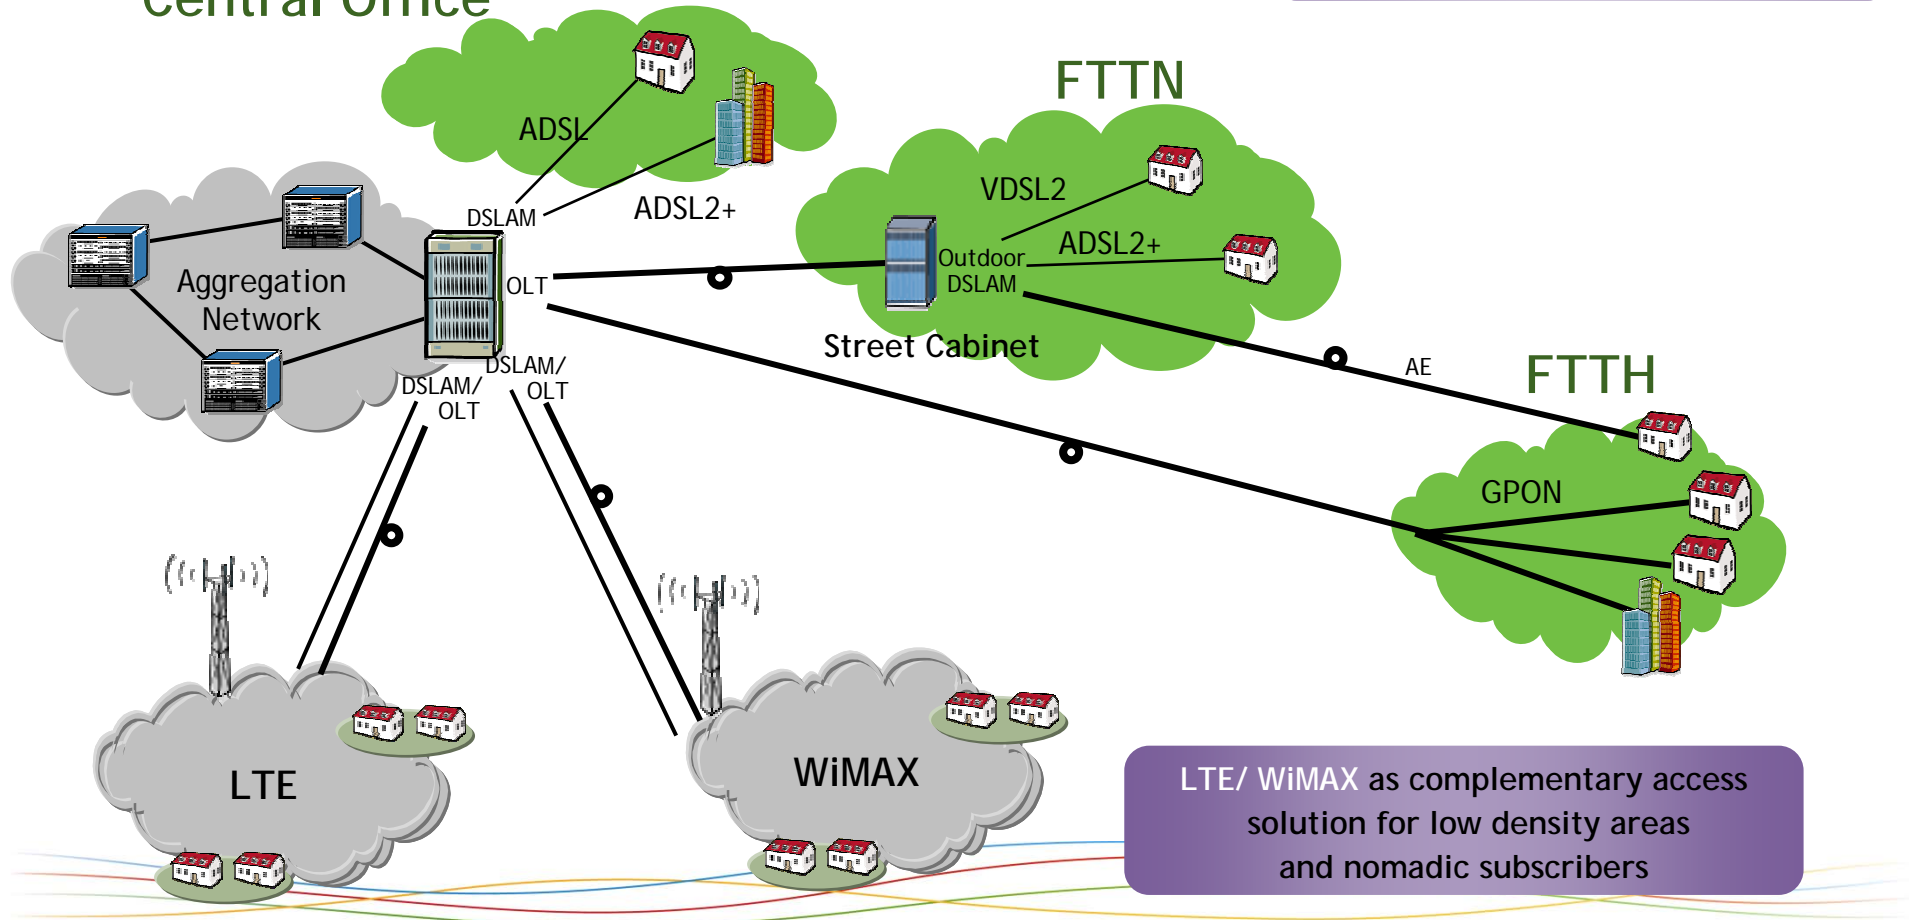 Central Office
FTTN
ADSL
VDSL2
DSLAM
ADSL2+
ADSL2+
Outdoor
DSLAM
Aggregation
Network
OLT
Street Cabinet
DSLAM/
OLT
DSLAM/
OLT
AE
FTTH
GPON
LTE
WiMAX
LTE/ WiMAX as complementary access
solution for low density areas
and nomadic subscribers